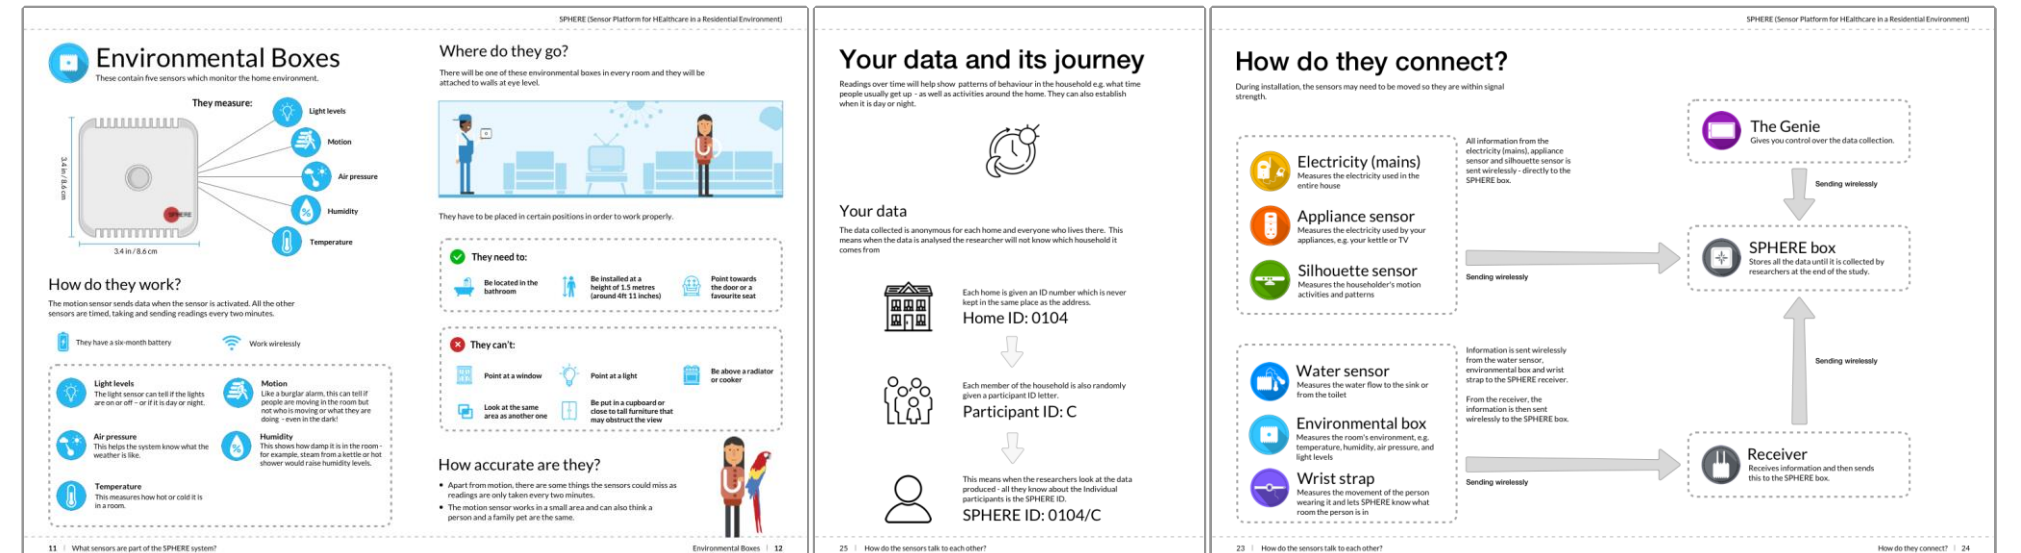 SPHERE (Sensor Platform for HEalthcare in a Residential Environment)
Environmental Boxes
These contain five sensors which monitor the home environment.
They measure:
Light levels
Motion
Air pressure
Humidity
Temperature
3.4 in / 8.6 cm
SPHERE
3.4 in / 8.6 cm
How do they work?
The motion sensor sends data when the sensor is activated. All the other
sensors are timed, taking and sending readings every two minutes.
They have a six-month battery
Work wirelessly
Light levels
The light sensor can tell if the lights
are on or off – or if it is day or night.
Motion
Like a burglar alarm, this can tell if
people are moving in the room but
not who is moving or what they are
doing – even in the dark!
Air pressure
This helps the system know what the
weather is like.
Humidity
This shows how damp it is in the room -
for example, steam from a kettle or hot
shower would raise humidity levels.
Temperature
This measures how hot or cold it is
in a room.
11 | What sensors are part of the SPHERE system?
Where do they go?
There will be one of these environmental boxes in every room and they will be
attached to walls at eye level.
They have to be placed in certain positions in order to work properly.
They need to:
Be located in the
bathroom
Be installed at a
height of 1.5 metres
(around 4ft 11 inches)
Point towards
the door or a
favourite seat
They can't:
Point at a window
Point at a light
Be above a radiator
or cooker
Look at the same
area as another one
Be put in a cupboard or
close to tall furniture that
may obstruct the view
How accurate are they?
• Apart from motion, there are some things the sensors could miss as
readings are only taken every two minutes.
• The motion sensor works in a small area and can also think a
person and a family pet are the same.
Environmental Boxes | 12
Your data and its journey
Readings over time will help show patterns of behaviour in the household e.g. what time
people usually get up - as well as activities around the home. They can also establish
when it is day or night.
Your data
The data collected is anonymous for each home and everyone who lives there. This
means when the data is analysed the researcher will not know which household it
comes from
Each home is given an ID number which is never
kept in the same place as the address.
Home ID: 0104
Each member of the household is also randomly
given a participant ID letter.
Participant ID: C
This means when the researchers look at the data
produced - all they know about the Individual
participants is the SPHERE ID.
SPHERE ID: 0104/C
25 | How do the sensors talk to each other?
SPHERE (Sensor Platform for HEalthcare in a Residential Environment)
How do they connect?
During installation, the sensors may need to be moved so they are within signal
strength.
Electricity (mains)
Measures the electricity used in the
entire house
Appliance sensor
Measures the electricity used by your
appliances, e.g. your kettle or TV
Silhouette sensor
Measures the householder's motion
activities and patterns
All information from the
electricity (mains), appliance
sensor and silhouette sensor is
sent wirelessly - directly to the
SPHERE box.
Sending wirelessly
The Genie
Gives you control over the data collection.
Sending wirelessly
SPHERE box
Stores all the data until it is collected by
researchers at the end of the study.
Sending wirelessly
Water sensor
Measures the water flow to the sink or
from the toilet
Environmental box
Measures the room's environment, e.g.
temperature, humidity, air pressure, and
light levels
Wrist strap
Measures the movement of the person
wearing it and lets SPHERE know what
room the person is in
Information is sent wirelessly
from the water sensor,
environmental box and wrist
strap to the SPHERE receiver.
From the receiver, the
information is then sent
wirelessly to the SPHERE box.
Sending wirelessly
Receiver
Receives information and then sends
this to the SPHERE box.
23 | How do the sensors talk to each other?
How do they connect? | 24